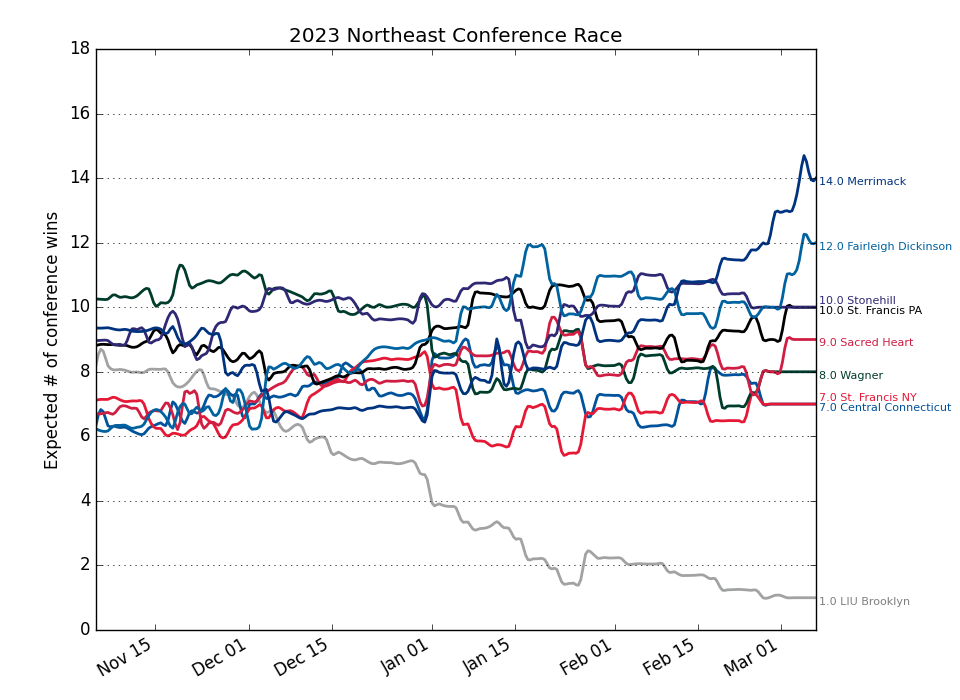 2023 Northeast Conference Race
Expected # of conference wins
18
16
14
12
10
8
6
4
2
0
14.0 Merrimack
12.0 Fairleigh Dickinson
10.0 Stonehill
10.0 St. Francis PA
9.0 Sacred Heart
8.0 Wagner
7.0 St. Francis NY
7.0 Central Connecticut
1.0 LIU Brooklyn
Nov 15
Dec 01
Dec 15
Jan 01
Jan 15
Feb 01
Feb 15
Mar 01